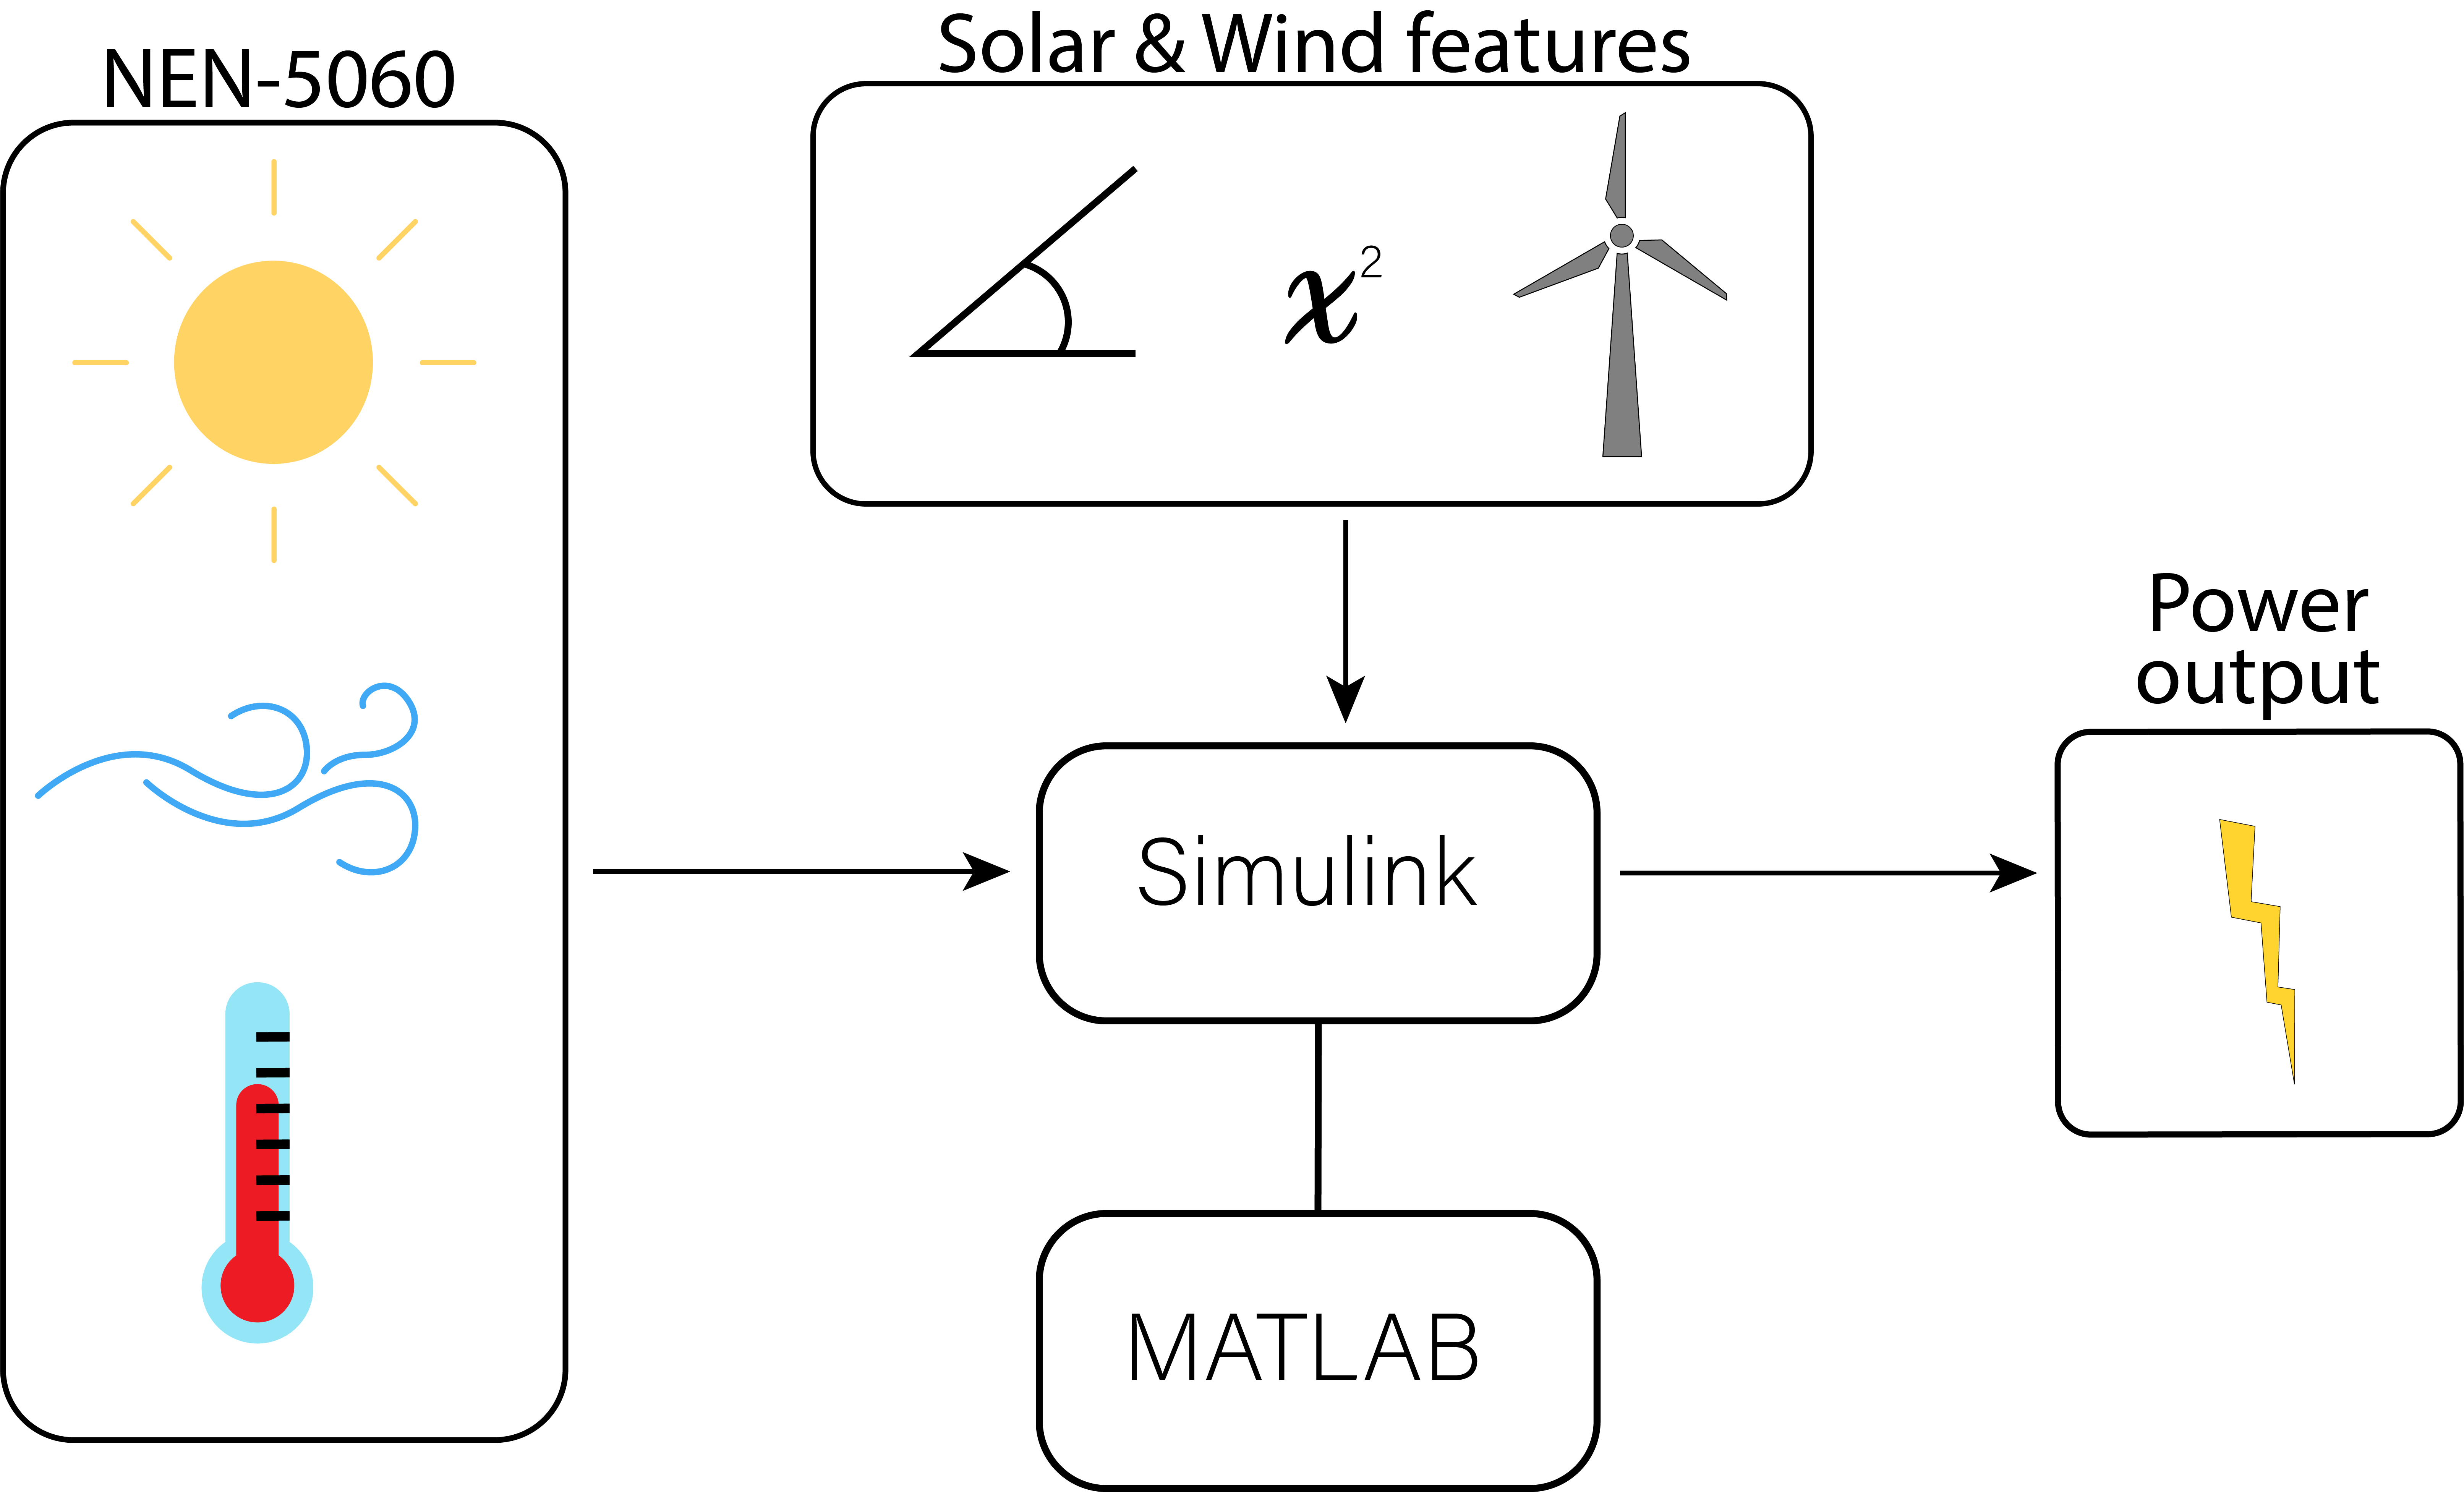 NEN-5060
Solar & Wind features
x²
Power
output
Simulink
MATLAB